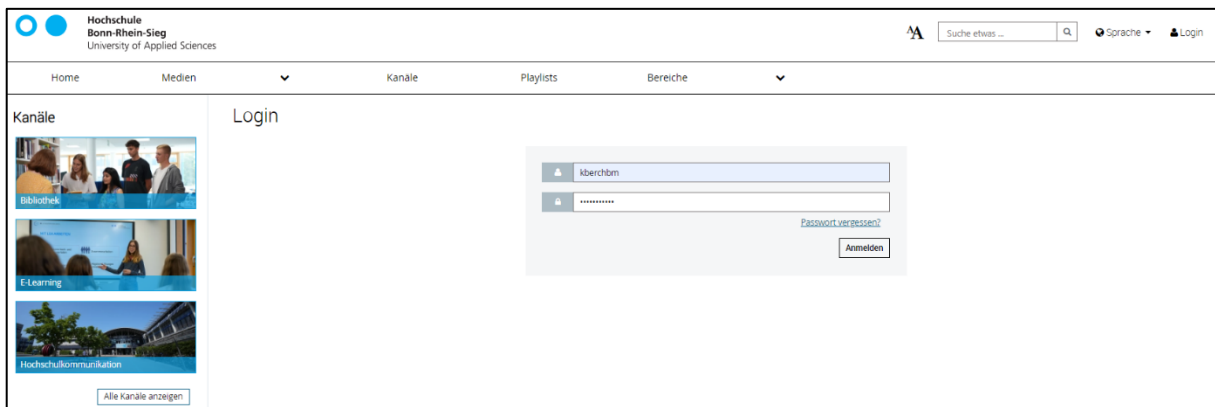 Hochschule
Bonn-Rhein-Sieg
University of Applied Sciences
AA Suche etwas ... Sprache Login
Home Medien Kanäle Playlists Bereiche
Kanäle
Bibliothek
E-Learning
Hochschulkommunikation
Alle Kanäle anzeigen
Login
kberchbm
•••••••••••
Passwort vergessen?
Anmelden